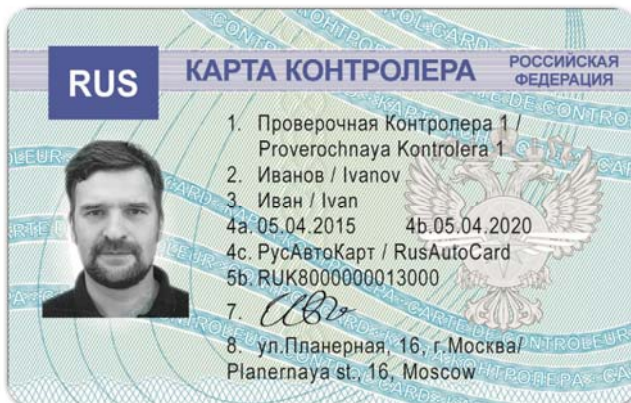 RUS
КАРТА КОНТРОЛЕРА
РОССИЙСКАЯ
ФЕДЕРАЦИЯ
1. Проверочная Контролера 1 /
Proverochnaya Kontrolera 1
2. Иванов / Ivanov
3. Иван / Ivan
4a. 05.04.2015 4b.05.04.2020
4c. РусАвтоКарт / RusAutoCard
5b. RUK8000000013000
7.
8. ул.Планерная, 16, г.Москва/
Planernaya st., 16, Moscow